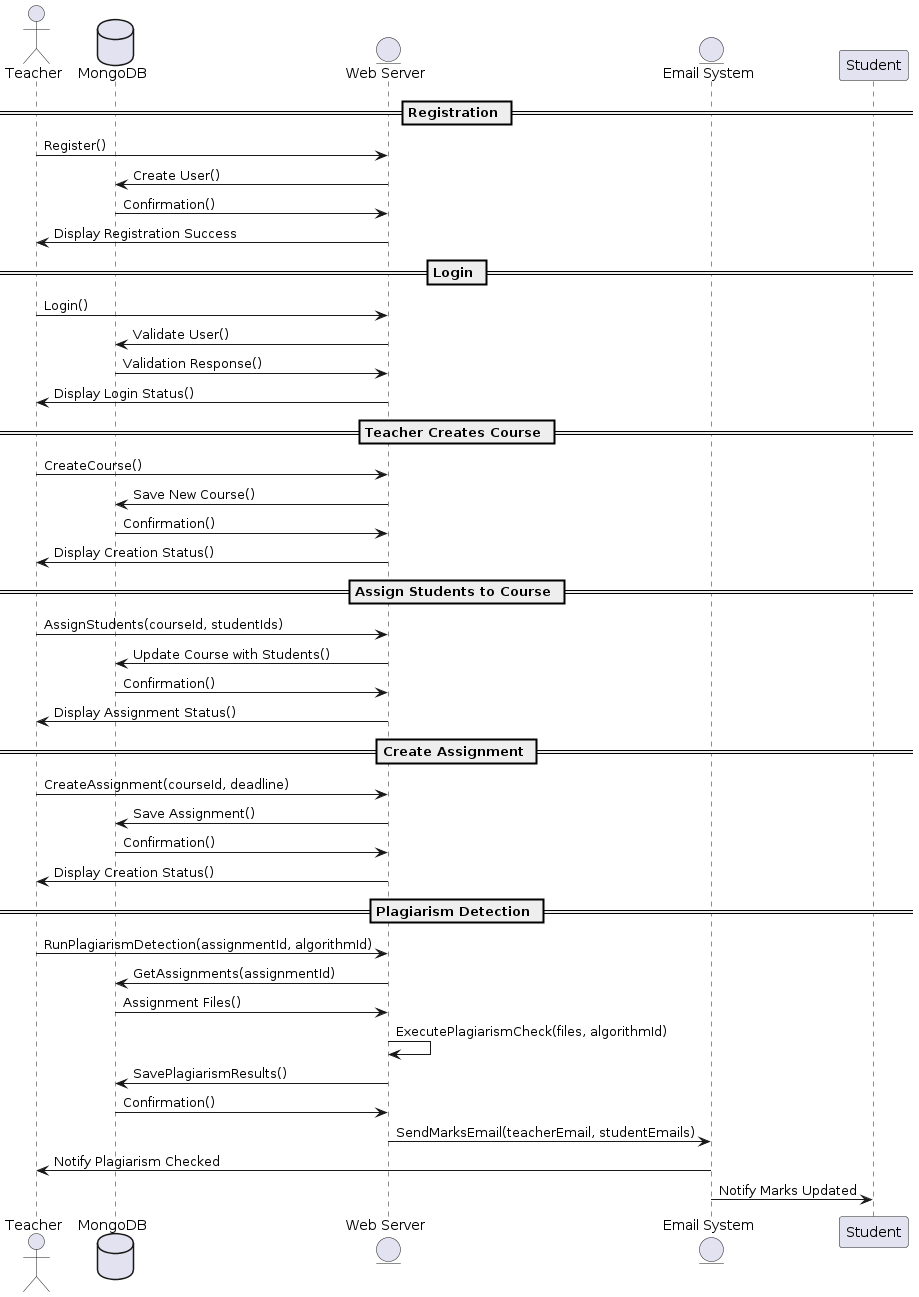 Teacher
MongoDB
Web Server
Email System
Student
Registration
Register()
Create User()
Confirmation()
Display Registration Success
Login
Login()
Validate User()
Validation Response()
Display Login Status()
Teacher Creates Course
CreateCourse()
Save New Course()
Confirmation()
Display Creation Status()
Assign Students to Course
AssignStudents(courseId, studentIds)
Update Course with Students()
Confirmation()
Display Assignment Status()
Create Assignment
CreateAssignment(courseId, deadline)
Save Assignment()
Confirmation()
Display Creation Status()
Plagiarism Detection
RunPlagiarismDetection(assignmentId, algorithmId)
GetAssignments(assignmentId)
Assignment Files()
ExecutePlagiarismCheck(files, algorithmId)
SavePlagiarismResults()
Confirmation()
SendMarksEmail(teacherEmail, studentEmails)
Notify Plagiarism Checked
Notify Marks Updated
Teacher
MongoDB
Web Server
Email System
Student